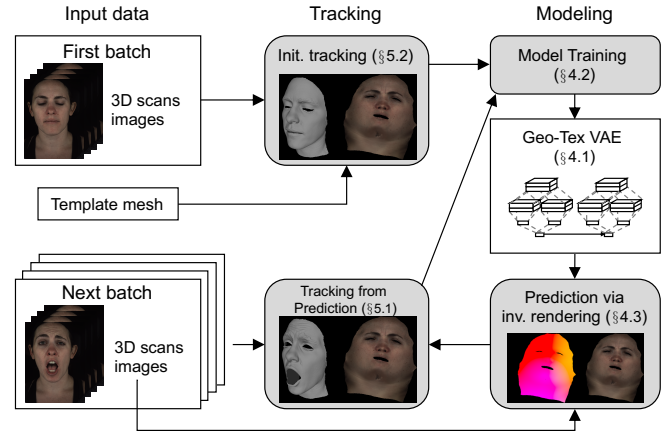 Input data
Tracking
Modeling
First batch
3D scans
images
Init. tracking (§5.2)
Model Training
(§4.2)
Geo-Tex VAE
(§4.1)
Template mesh
Next batch
3D scans
images
Tracking from
Prediction (§5.1)
Prediction via
inv. rendering (§4.3)